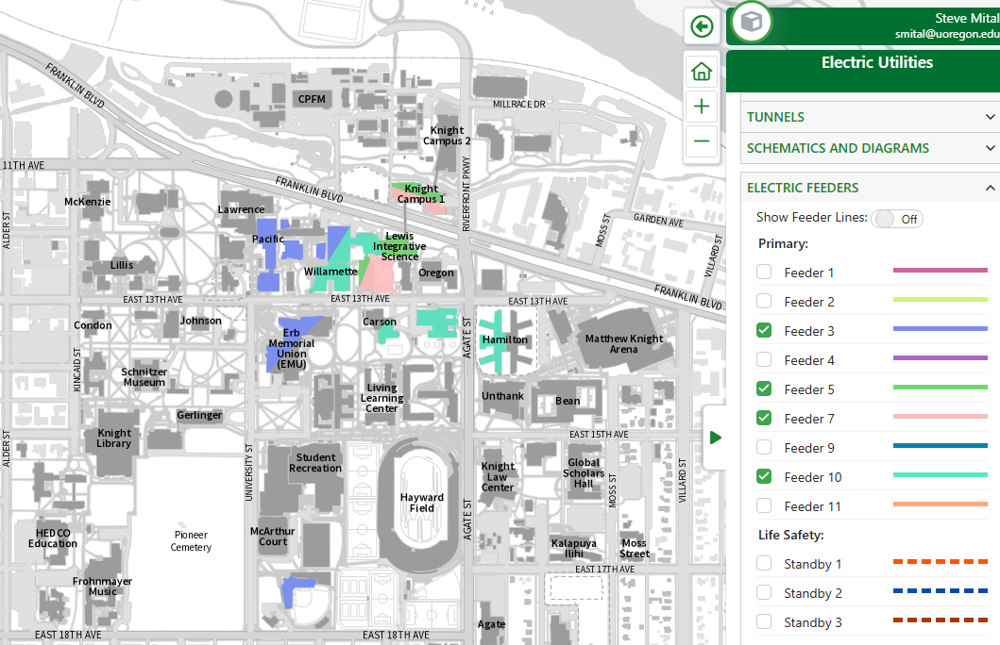 AREA
Steve Mital
smital@uoregon.edu
Electric Utilities
TUNNELS
SCHEMATICS AND DIAGRAMS
ELECTRIC FEEDERS
Show Feeder Lines:
Off
Primary:
Feeder 1
Feeder 2
Feeder 3
Feeder 4
Feeder 5
Feeder 7
Feeder 9
Feeder 10
Feeder 11
Life Safety:
Standby 1
Standby 2
Standby 3
FRANKLIN BLVD
CPFM
MILLRACE DR
Knight
Campus 2
11TH AVE
RIVERFRONT PKWY
FRANKLIN BLVD
Knight
Campus 1
McKenzie
Lawrence
ALDER ST
MOSS ST
GARDEN AVE
VILLARD ST
Pacific
Lewis
Integrative
Science
Lillis
Willamette
Oregon
FRANKLIN BLVD
EAST 13TH AVE
EAST 13TH AVE
EAST 13TH AVE
Condon
Johnson
Erb
Memorial
Union
(EMU)
Carson
AGATE ST
Hamilton
Matthew Knight
Arena
KINCAID ST
Schnitzer
Museum
Living
Learning
Center
Unthank
Bean
Gerlinger
Knight
Library
ALDER ST
EAST 15TH AVE
UNIVERSITY ST
Student
Recreation
Knight
Law
Center
Global
Scholars
Hall
MOSS ST
VILLARD ST
Hayward
Field
AGATE ST
HEDCO
Education
Pioneer
Cemetery
McArthur
Court
Kalapuya
Ilihi
Moss
Street
EAST 17TH AVE
Frohnmayer
Music
Agate
EAST 18TH AVE
EAST 18TH AVE